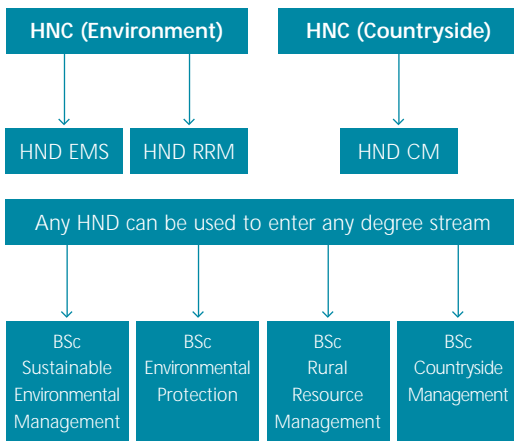 HNC (Environment)
HNC (Countryside)
HND EMS
HND RRM
HND CM
Any HND can be used to enter any degree stream
BSc
Sustainable
Environmental
Management
BSc
Environmental
Protection
BSc
Rural
Resource
Management
BSc
Countryside
Management